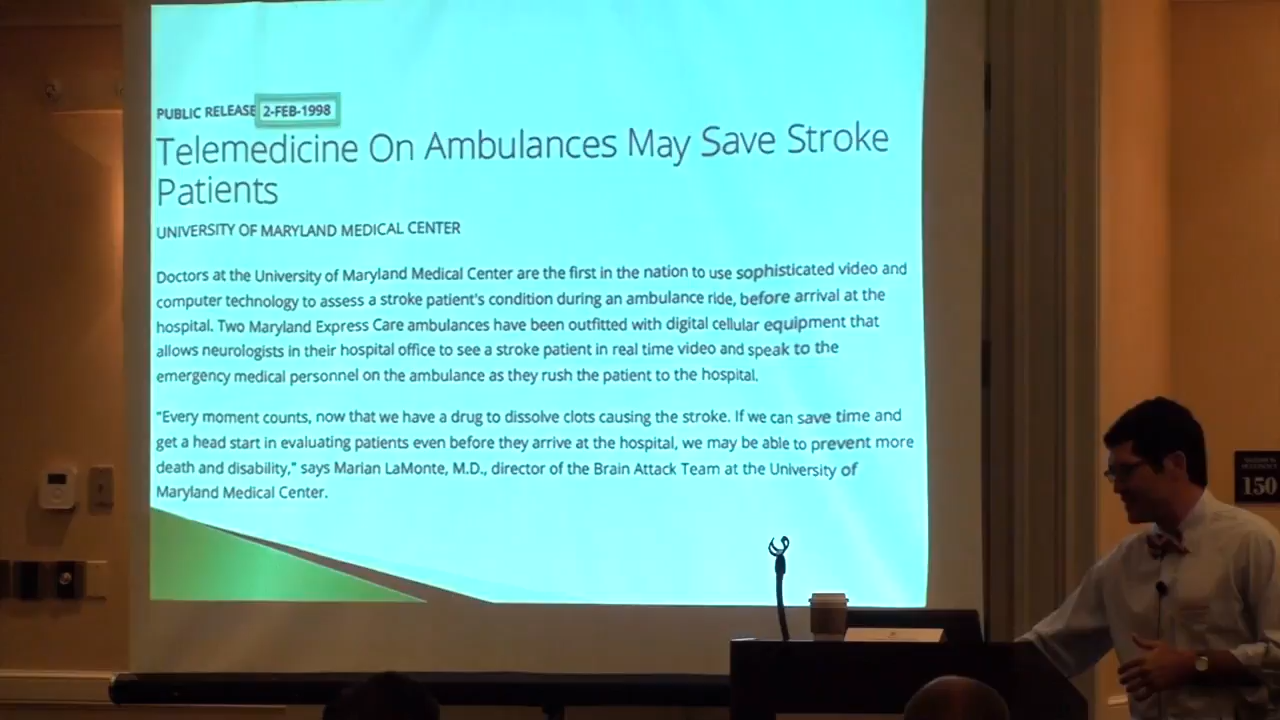 PUBLIC RELEASE 2-FEB-1998
Telemedicine On Ambulances May Save Stroke
Patients
UNIVERSITY OF MARYLAND MEDICAL CENTER
Doctors at the University of Maryland Medical Center are the first in the nation to use sophisticated video and
computer technology to assess a stroke patient's condition during an ambulance ride, before arrival at the
hospital. Two Maryland Express Care ambulances have been outfitted with digital cellular equipment that
allows neurologists in their hospital office to see a stroke patient in real time video and speak to the
emergency medical personnel on the ambulance as they rush the patient to the hospital.
"Every moment counts, now that we have a drug to dissolve clots causing the stroke. If we can save time and
get a head start in evaluating patients even before they arrive at the hospital, we may be able to prevent more
death and disability," says Marian LaMonte, M.D., director of the Brain Attack Team at the University of
Maryland Medical Center.
150